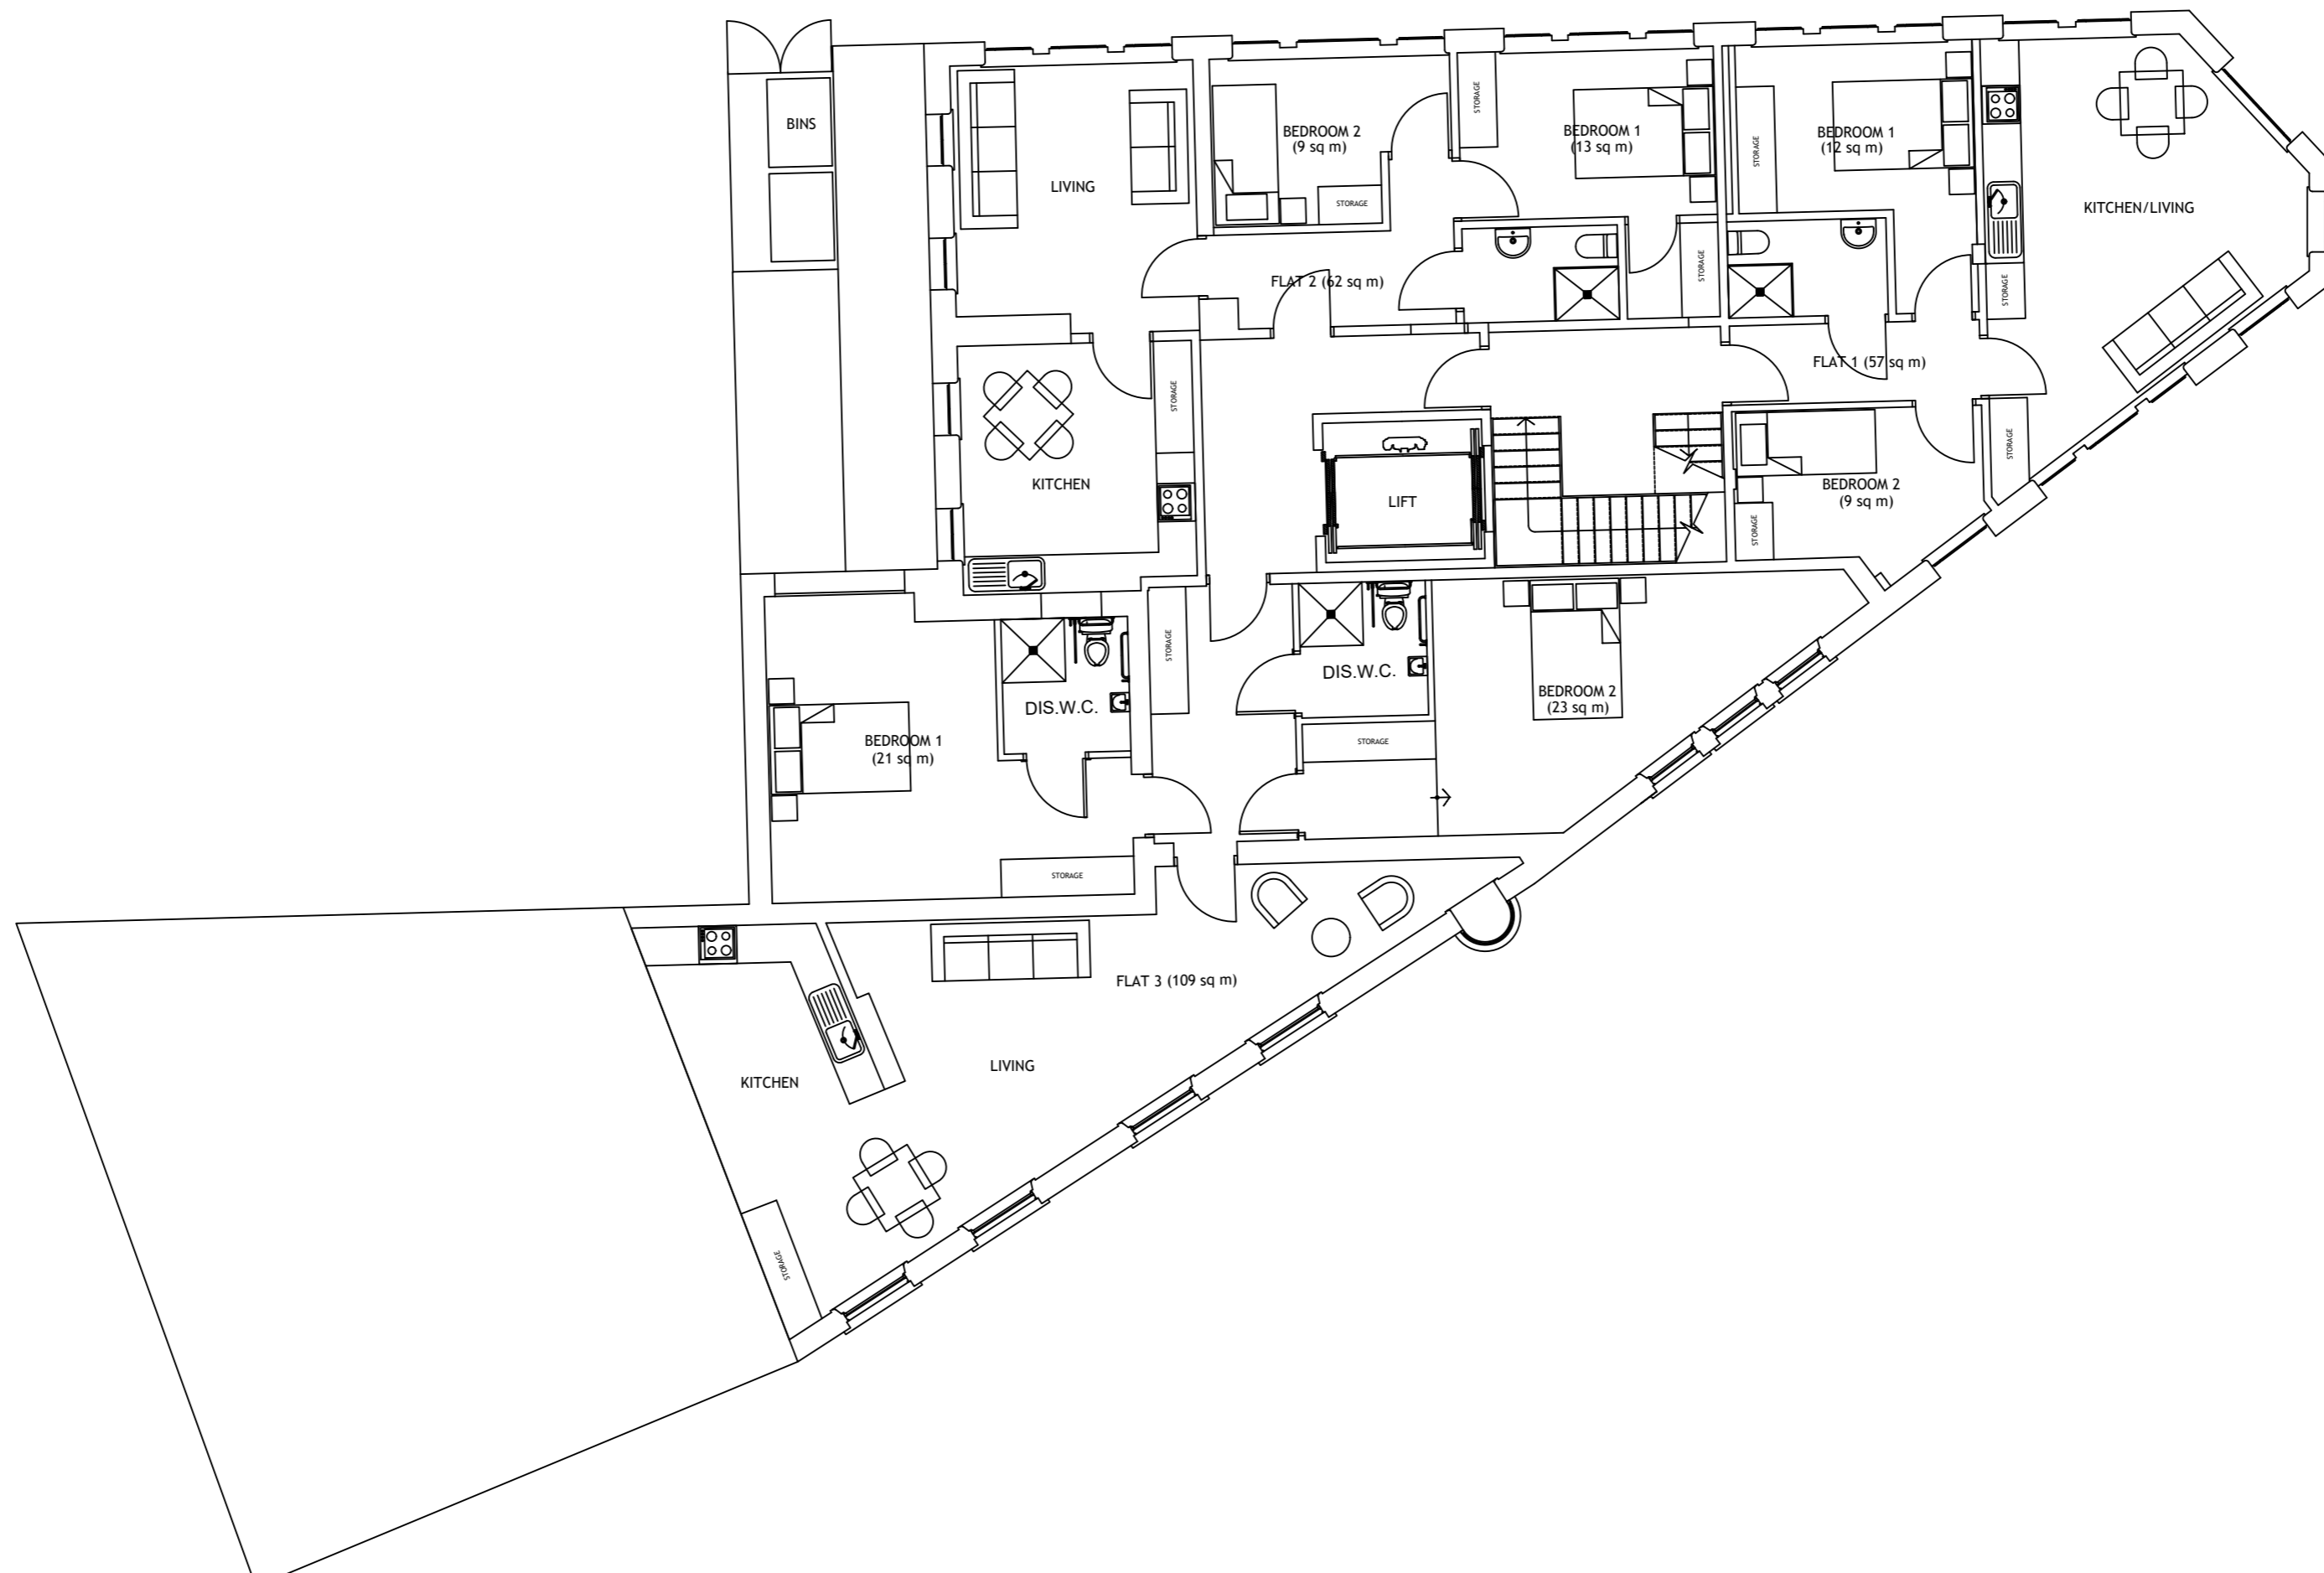 BINS
LIVING
BEDROOM 2
(9 sq m)
STORAGE
STORAGE
BEDROOM 1
(13 sq m)
STORAGE
BEDROOM 1
(12 sq m)
KITCHEN/LIVING
STORAGE
FLAT 2 (62 sq m)
STORAGE
STORAGE
FLAT 1 (57 sq m)
STORAGE
KITCHEN
LIFT
BEDROOM 2
(9 sq m)
STORAGE
STORAGE
STORAGE
DIS.W.C.
DIS.W.C.
BEDROOM 2
(23 sq m)
BEDROOM 1
(21 sq m)
STORAGE
STORAGE
FLAT 3 (109 sq m)
LIVING
KITCHEN
STORAGE